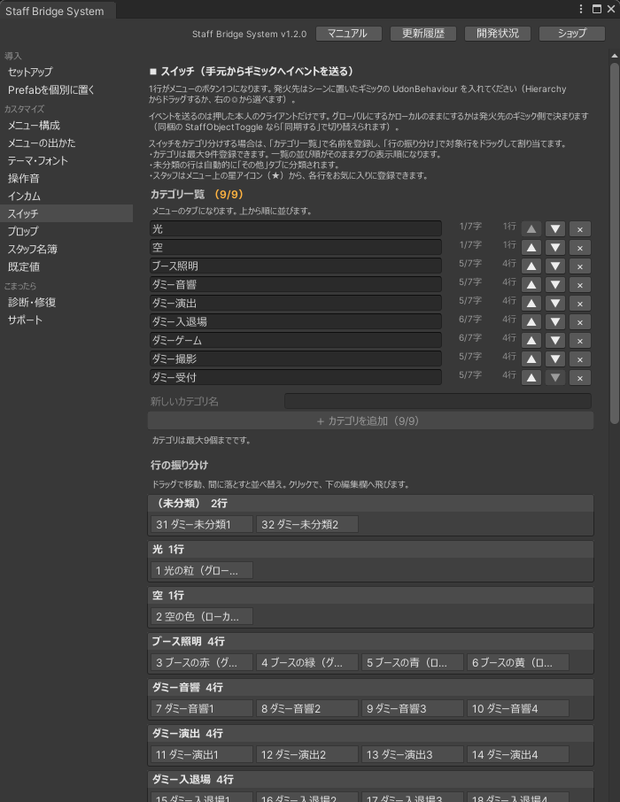 Staff Bridge System
Staff Bridge System v1.2.0 マニュアル 更新履歴 開発状況 ショップ
導入
セットアップ
Prefabを個別に置く
カスタマイズ
メニュー構成
メニューの出かた
テーマ・フォント
操作音
インカム
スイッチ
プロップ
スタッフ名簿
既定値
こまったら
診断・修復
サポート
■ スイッチ（手元からギミックへイベントを送る）
1行がメニューのボタン1つになります。発火先はシーンに置いたギミックの UdonBehaviour を入れてください（Hierarchy
からドラッグするか、右の⊙から選べます）。
イベントを送るのは押した本人のクライアントだけです。グローバルにするかローカルのままにするかは発火先のギミック側で決まります
（同梱の StaffObjectToggle なら「同期する」で切り替えられます）。
スイッチをカテゴリ分けする場合は、「カテゴリ一覧」で名前を登録し、「行の振り分け」で対象行をドラッグして割り当てます。
・カテゴリは最大9件登録できます。一覧の並び順がそのままタブの表示順になります。
・未分類の行は自動的に「その他」タブに分類されます。
・スタッフはメニュー上の星アイコン（★）から、各行をお気に入りに登録できます。
カテゴリ一覧 （9/9）
メニューのタブになります。上から順に並びます。
光 1/7字 1行 ▲ ▼ ×
空 1/7字 1行 ▲ ▼ ×
ブース照明 5/7字 4行 ▲ ▼ ×
ダミー音響 5/7字 4行 ▲ ▼ ×
ダミー演出 5/7字 4行 ▲ ▼ ×
ダミー入退場 6/7字 4行 ▲ ▼ ×
ダミーゲーム 6/7字 4行 ▲ ▼ ×
ダミー撮影 5/7字 4行 ▲ ▼ ×
ダミー受付 5/7字 4行 ▲ ▼ ×
新しいカテゴリ名
＋ カテゴリを追加（9/9）
カテゴリは最大9個までです。
行の振り分け
ドラッグで移動、間に落とすと並べ替え。クリックで、下の編集欄へ飛びます。
（未分類） 2行
31 ダミー未分類1 32 ダミー未分類2
光 1行
1 光の粒（グロー...
空 1行
2 空の色（ローカ...
ブース照明 4行
3 ブースの赤（グ... 4 ブースの緑（グ... 5 ブースの青（ロ... 6 ブースの黄（ロ...
ダミー音響 4行
7 ダミー音響1 8 ダミー音響2 9 ダミー音響3 10 ダミー音響4
ダミー演出 4行
11 ダミー演出1 12 ダミー演出2 13 ダミー演出3 14 ダミー演出4
ダミー入退場 4行
15 ダミー入退場1 16 ダミー入退場2 17 ダミー入退場3 18 ダミー入退場4